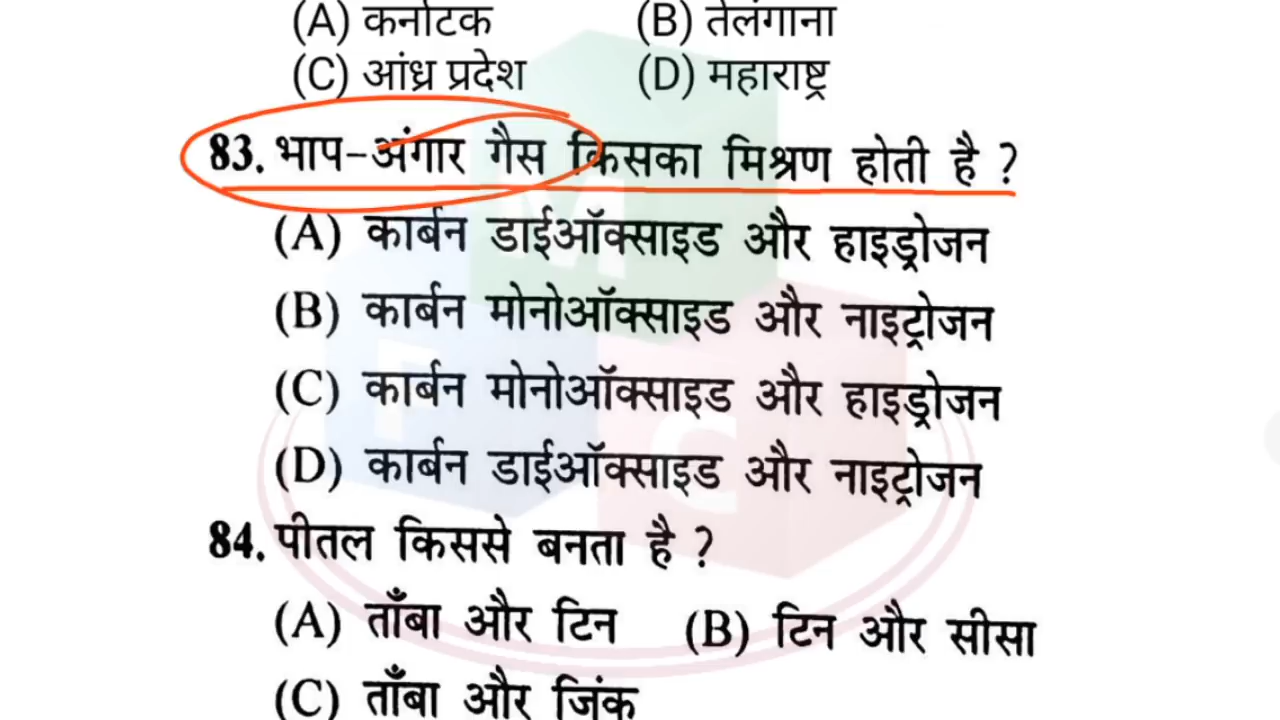 (A) कर्नाटक (B) तेलंगाना
(C) आंध्र प्रदेश (D) महाराष्ट्र
83. भाप-अंगार गैस किसका मिश्रण होती है ?
(A) कार्बन डाईऑक्साइड और हाइड्रोजन
(B) कार्बन मोनोऑक्साइड और नाइट्रोजन
(C) कार्बन मोनोऑक्साइड और हाइड्रोजन
(D) कार्बन डाईऑक्साइड और नाइट्रोजन
84. पीतल किससे बनता है ?
(A) ताँबा और टिन (B) टिन और सीसा
(C) ताँबा और जिंक